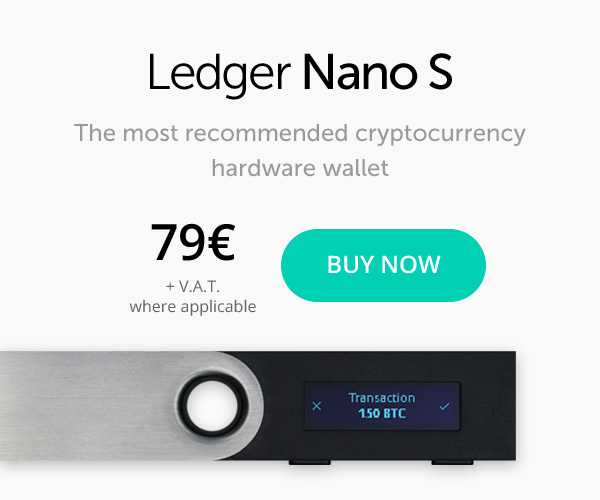 Ledger Nano S
The most recommended cryptocurrency
hardware wallet
79€
+ V.A.T.
where applicable
BUY NOW
Transaction
1.50 BTC